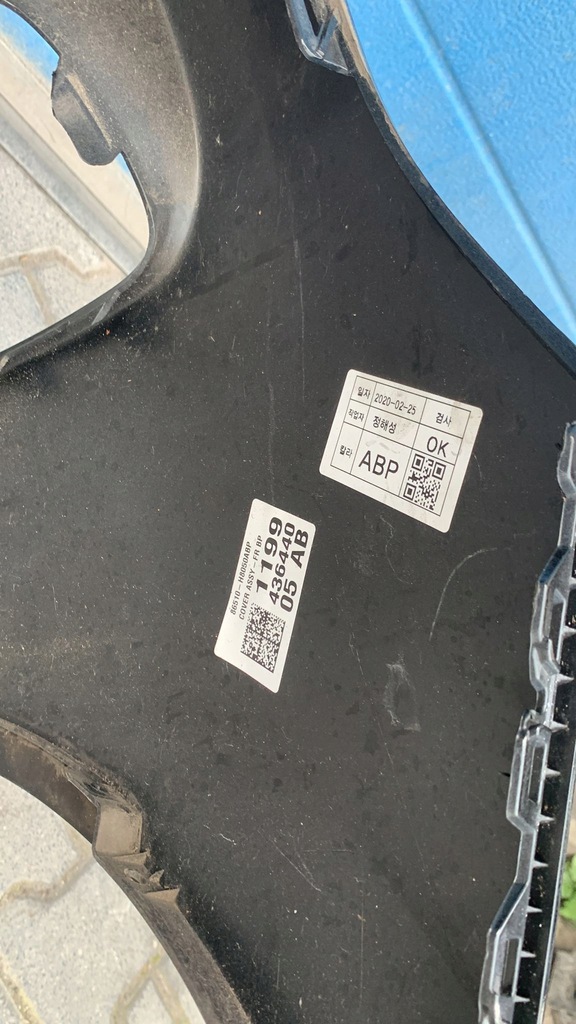 일자 2020-02-25 검사
작업자 정해성 OK
칼라 ABP
86510-H8050ABP
COVER ASSY-FR BP
1199
436440
05 AB